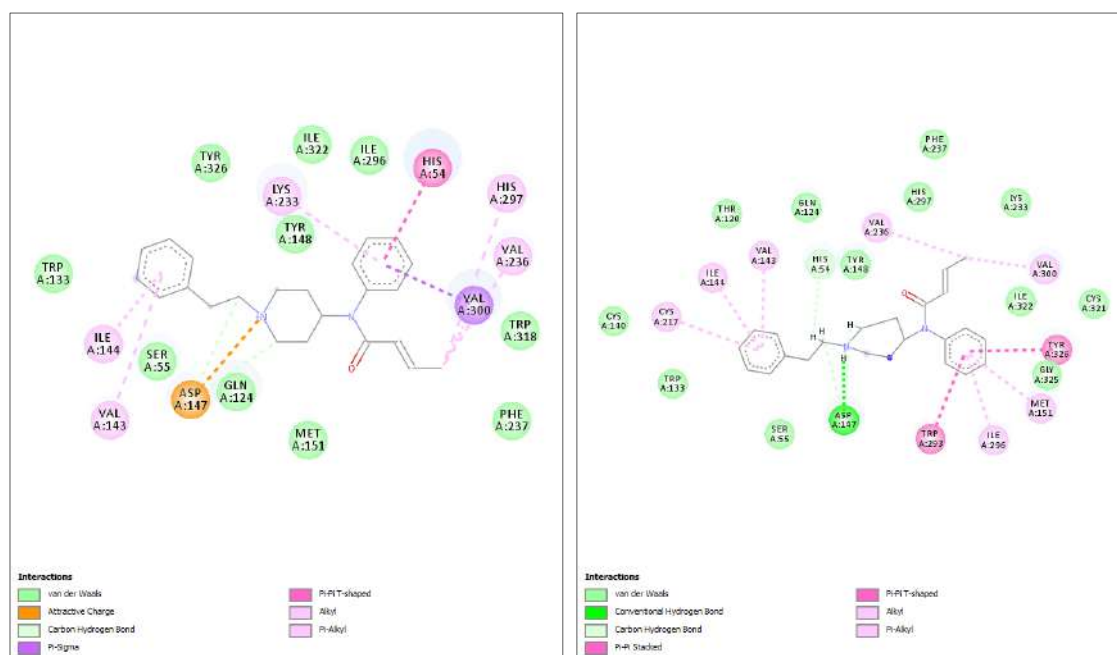 ILE
A:322
ILE
A:296
TYR
A:326
HIS
A:54
LYS
A:233
HIS
A:297
TYR
A:148
VAL
A:236
TRP
A:133
VAL
A:300
TRP
A:318
ILE
A:144
SER
A:55
ASP
A:147
GLN
A:124
VAL
A:143
PHE
A:237
MET
A:151
N
N
O
Interactions
van der Waals
Attractive Charge
Carbon Hydrogen Bond
Pi-Sigma
Pi-Pi T-shaped
Alkyl
Pi-Alkyl
PHE
A:237
HIS
A:297
LYS
A:233
THR
A:120
GLN
A:124
VAL
A:236
VAL
A:143
HIS
A:54
TYR
A:148
VAL
A:300
ILE
A:144
ILE
A:322
CYS
A:321
CYS
A:217
CYS
A:140
TYR
A:326
GLY
A:325
TRP
A:133
MET
A:151
ASP
A:147
SER
A:55
TRP
A:293
ILE
A:296
O
N
H
H
H
H
Interactions
van der Waals
Conventional Hydrogen Bond
Carbon Hydrogen Bond
Pi-Pi Stacked
Pi-Pi T-shaped
Alkyl
Pi-Alkyl